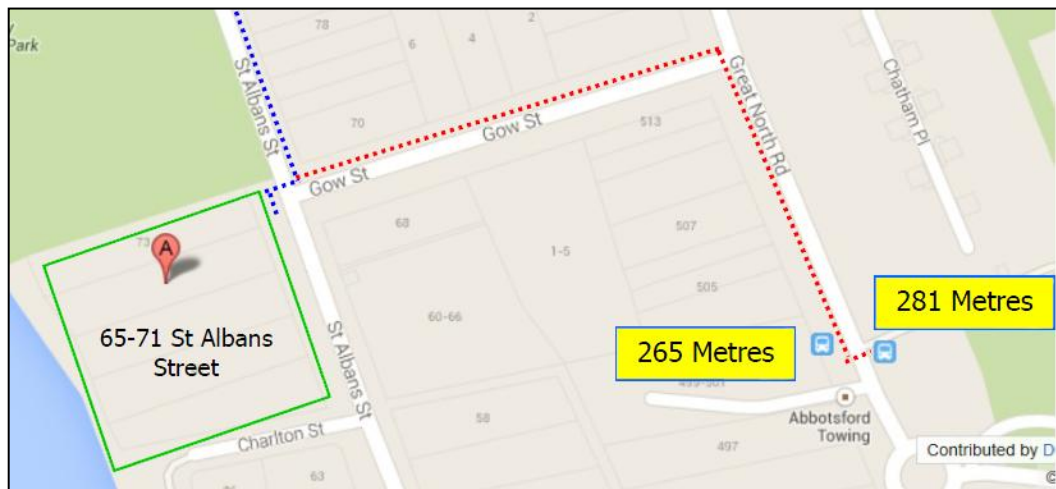 Park
78
6
4
2
St Albans St
70
Gow St
Gow St
513
Great North Rd
Chatham Pl
73
A
68
1-5
507
505
60-66
65-71 St Albans
Street
St Albans St
265 Metres
281 Metres
499-501
Abbotsford
Towing
58
497
Charlton St
63
Contributed by D
©